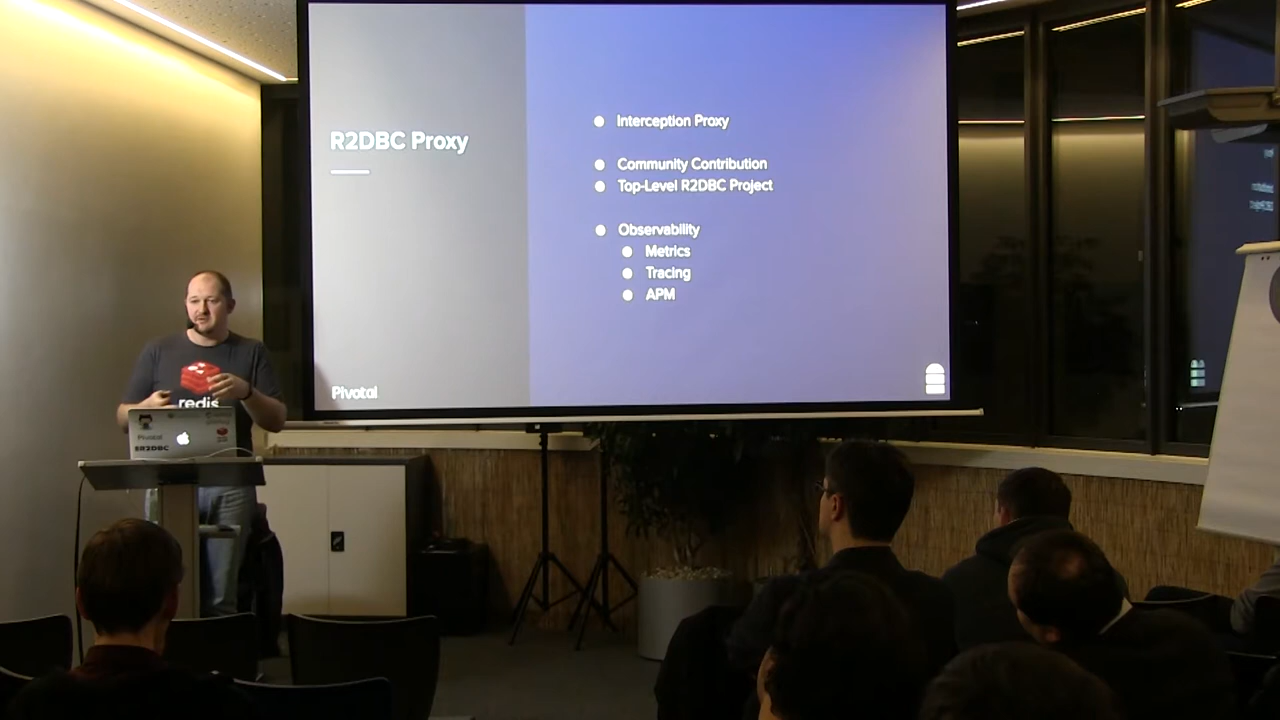 R2DBC Proxy
Interception Proxy
Community Contribution
Top-Level R2DBC Project
Observability
Metrics
Tracing
APM
Pivotal
redis
Pivotal
R2DBC